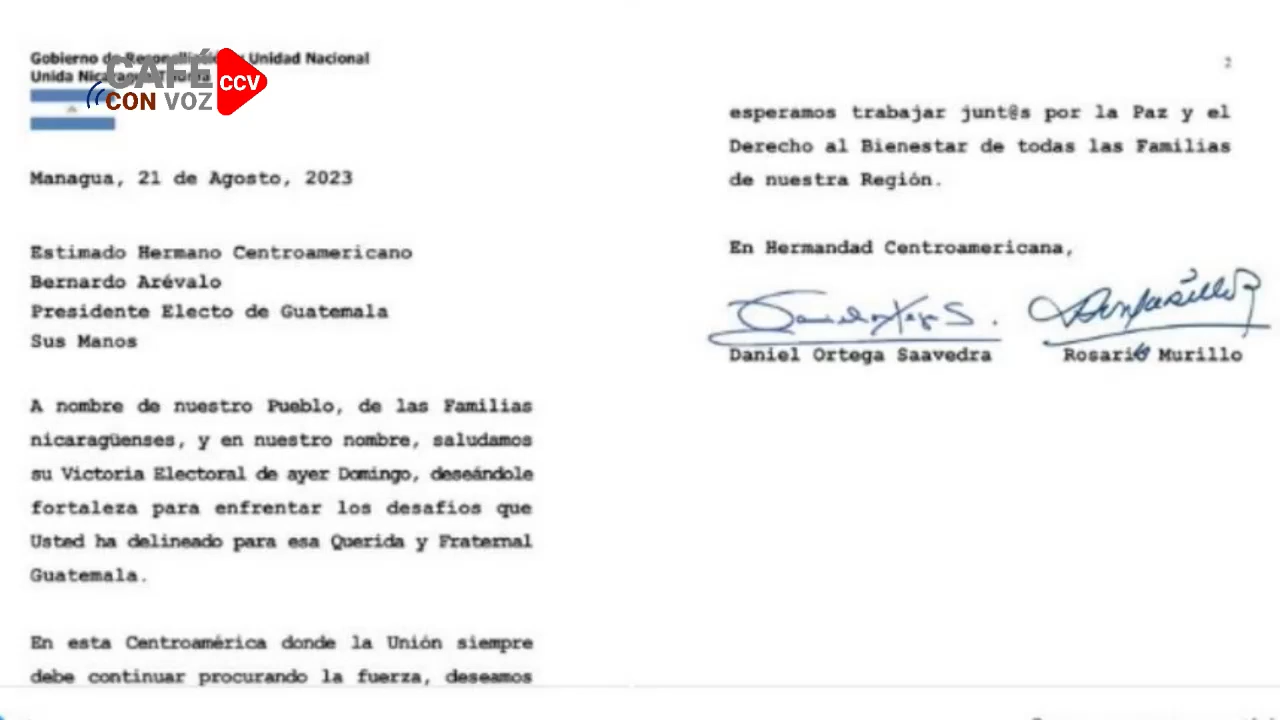 Gobierno de Reconciliación y Unidad Nacional
Unida Nicaragua Triunfa
CAFÉ
CON VOZ
CCV
Managua, 21 de Agosto, 2023
Estimado Hermano Centroamericano
Bernardo Arévalo
Presidente Electo de Guatemala
Sus Manos
A nombre de nuestro Pueblo, de las Familias
nicaragüenses, y en nuestro nombre, saludamos
su Victoria Electoral de ayer Domingo, deseándole
fortaleza para enfrentar los desafíos que
Usted ha delineado para esa Querida y Fraternal
Guatemala.
En esta Centroamérica donde la Unión siempre
debe continuar procurando la fuerza, deseamos
2
esperamos trabajar junt@s por la Paz y el
Derecho al Bienestar de todas las Familias
de nuestra Región.
En Hermandad Centroamericana,
Daniel Ortega Saavedra
Rosario Murillo